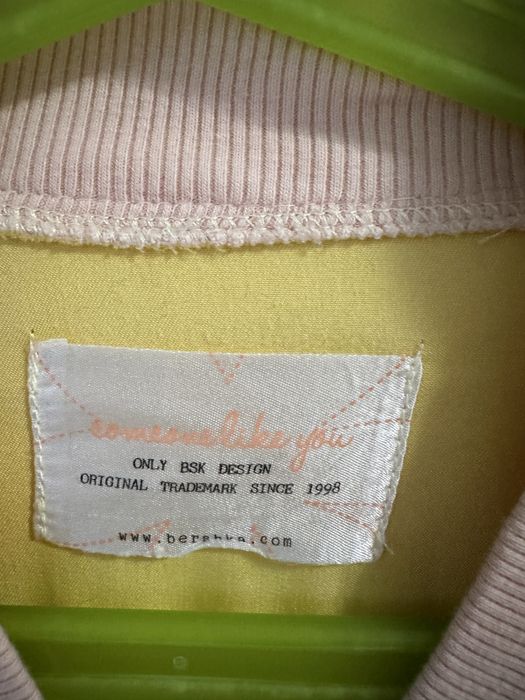 someone like you
ONLY BSK DESIGN
ORIGINAL TRADEMARK SINCE 1998
www.bershka.com